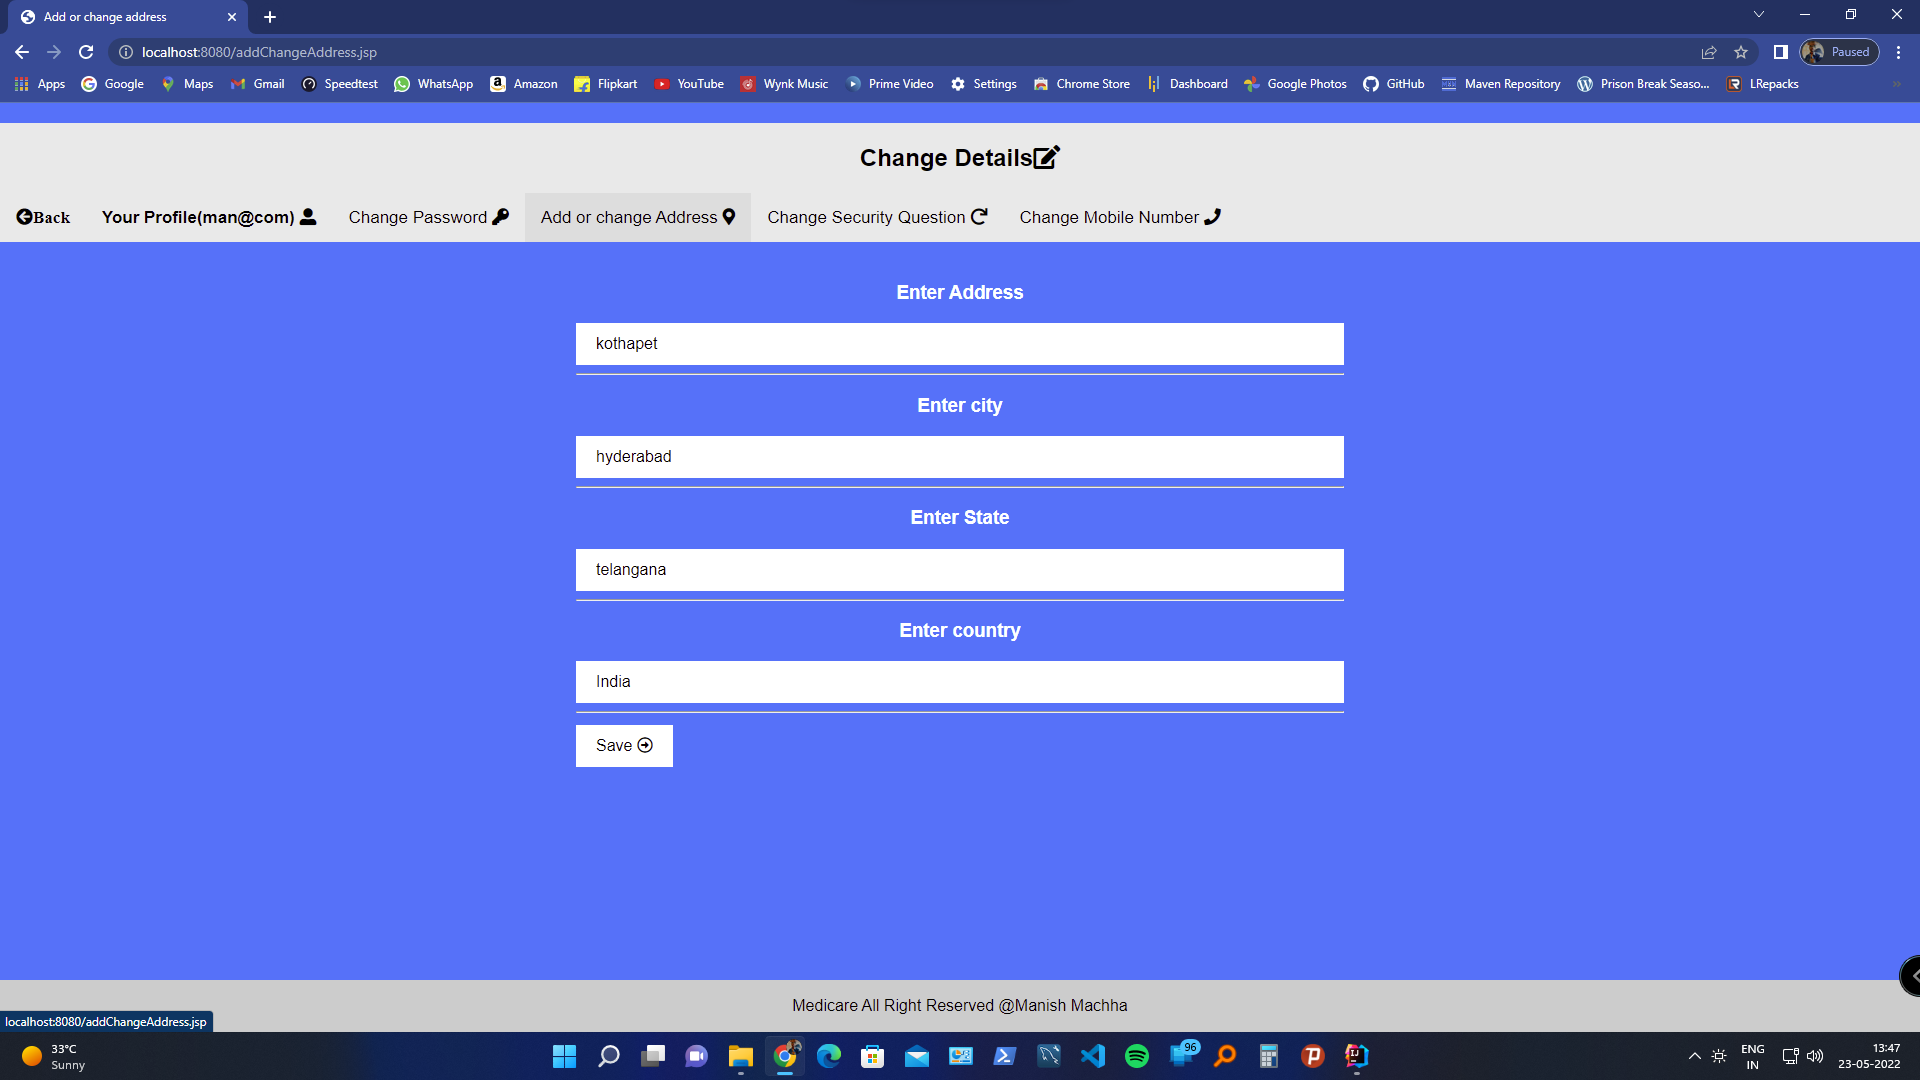 Add or change address
localhost:8080/addChangeAddress.jsp
Paused
Apps Google Maps Gmail Speedtest WhatsApp Amazon Flipkart YouTube Wynk Music Prime Video Settings Chrome Store Dashboard Google Photos GitHub Maven Repository Prison Break Seaso... LRepacks
Change Details
Back Your Profile(man@com) Change Password Add or change Address Change Security Question Change Mobile Number
Enter Address
kothapet
Enter city
hyderabad
Enter State
telangana
Enter country
India
Save
Medicare All Right Reserved @Manish Machha
localhost:8080/addChangeAddress.jsp
33°C
Sunny
96
ENG
IN
13:47
23-05-2022